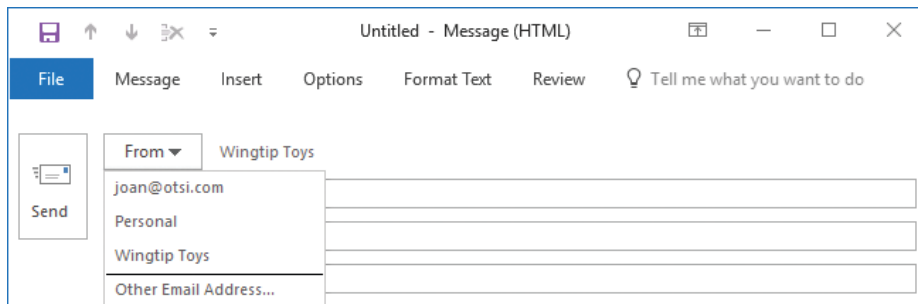 Untitled - Message (HTML)
File Message Insert Options Format Text Review Tell me what you want to do
From Wingtip Toys
Send
joan@otsi.com
Personal
Wingtip Toys
Other Email Address...